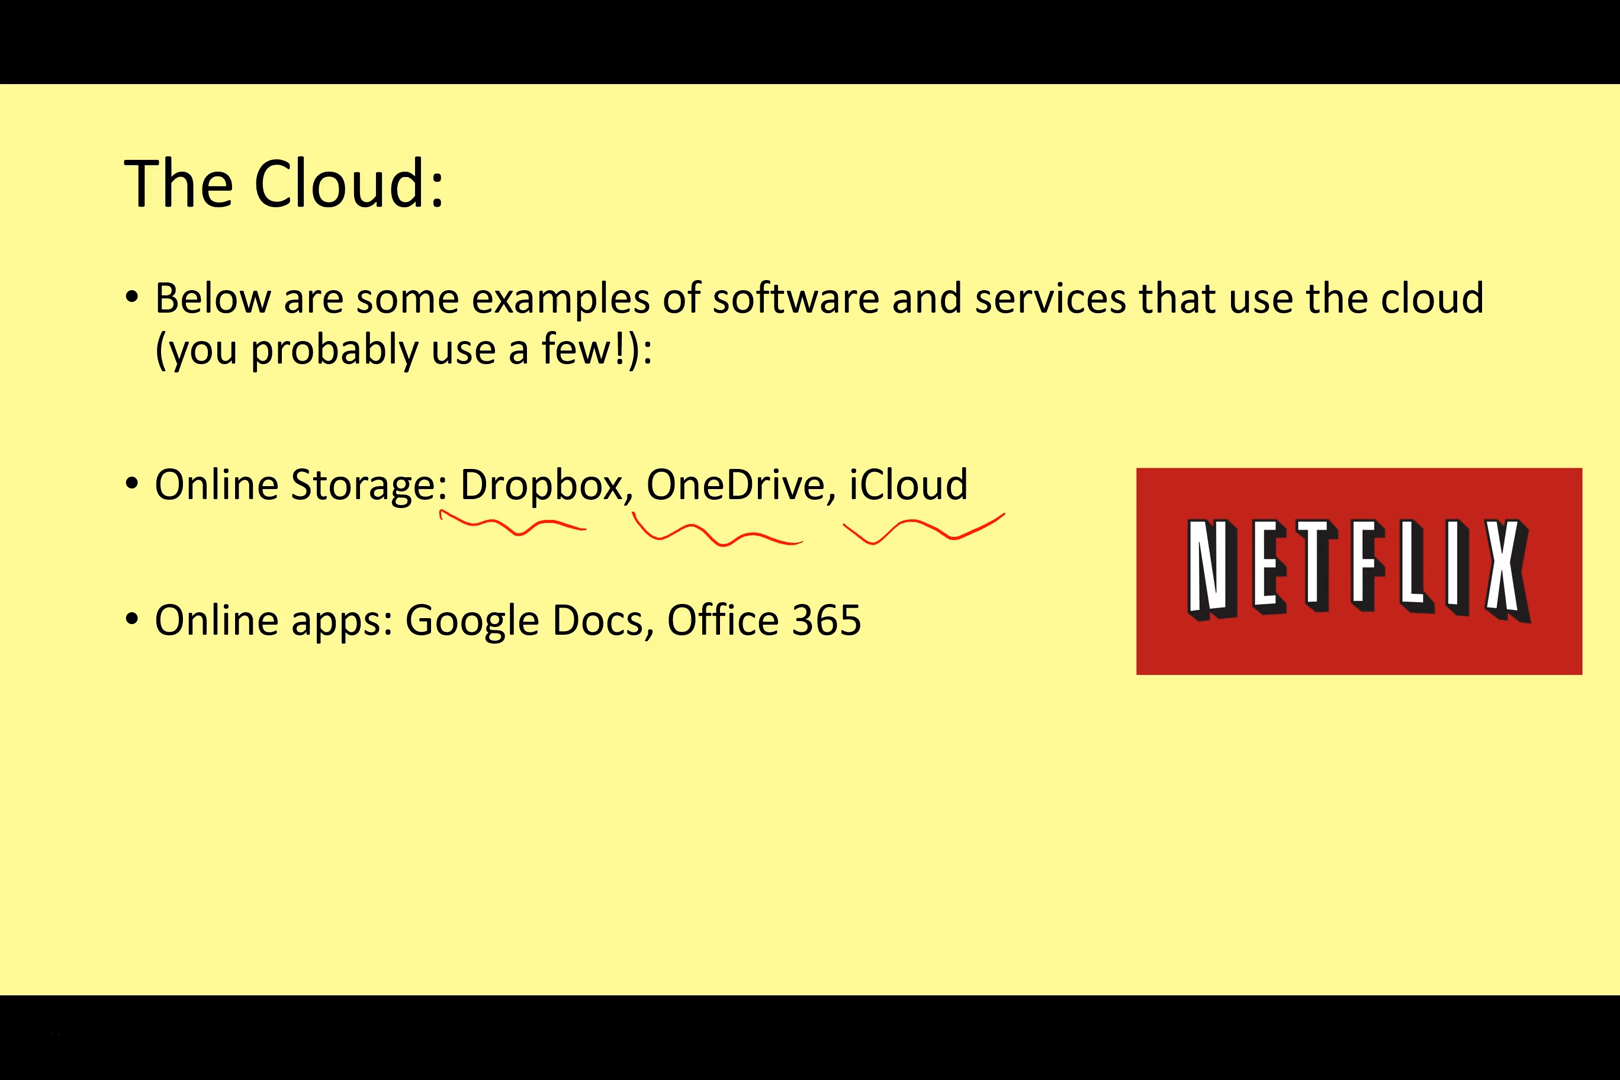 The Cloud:
• Below are some examples of software and services that use the cloud
(you probably use a few!):
• Online Storage: Dropbox, OneDrive, iCloud
NETFLIX
• Online apps: Google Docs, Office 365